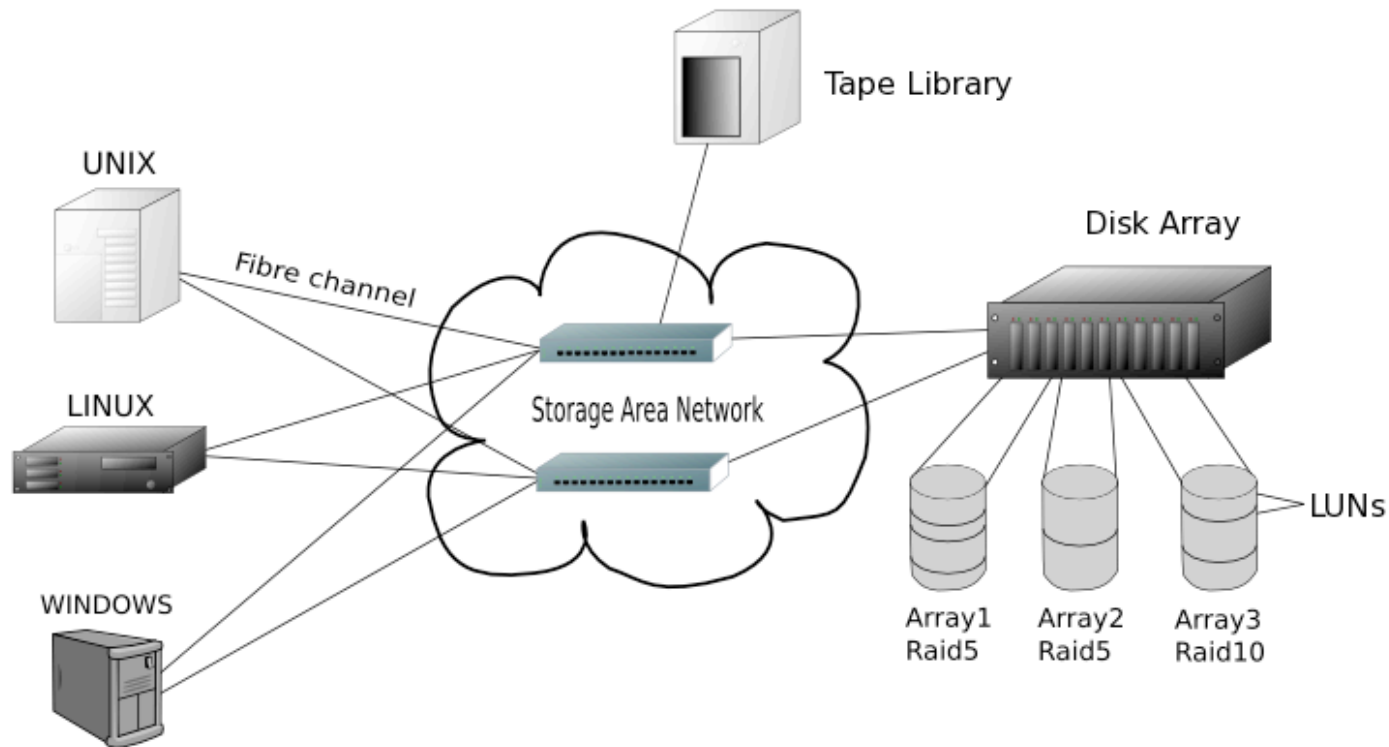 Tape Library
UNIX
Disk Array
Fibre channel
LINUX
Storage Area Network
LUNs
WINDOWS
Array1
Raid5
Array2
Raid5
Array3
Raid10